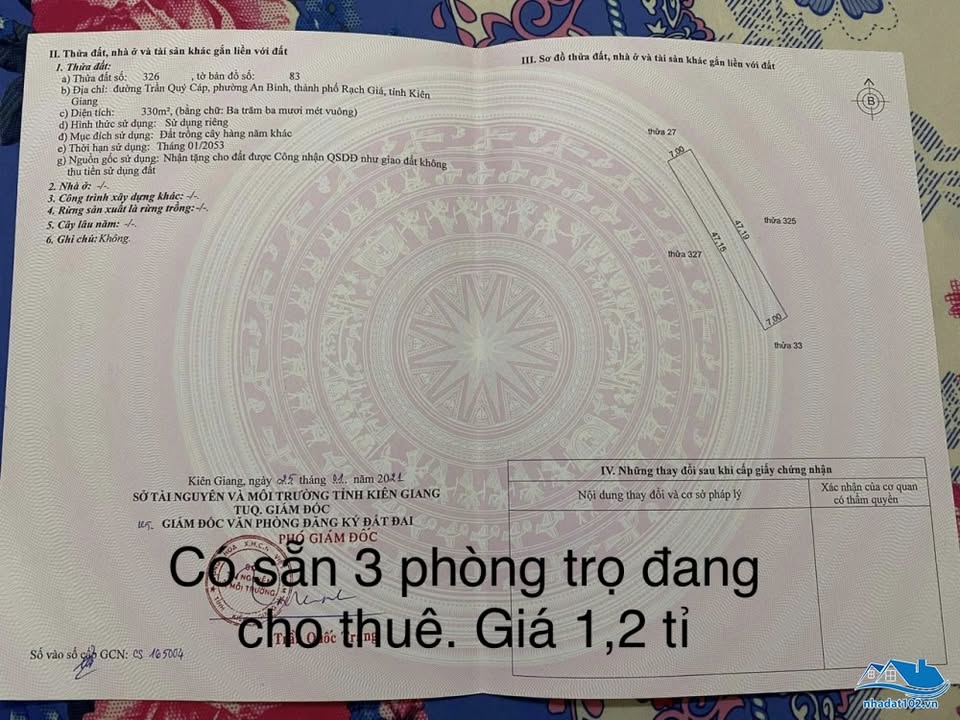 II. Thửa đất, nhà ở và tài sản khác gắn liền với đất
1. Thửa đất:
a) Thửa đất số: 326 , tờ bản đồ số: 83
b) Địa chỉ: đường Trần Quý Cáp, phường An Bình, thành phố Rạch Giá, tỉnh Kiên
Giang
c) Diện tích: 330m², (bằng chữ: Ba trăm ba mươi mét vuông)
d) Hình thức sử dụng: Sử dụng riêng
đ) Mục đích sử dụng: Đất trồng cây hàng năm khác
e) Thời hạn sử dụng: Tháng 01/2053
g) Nguồn gốc sử dụng: Nhận tặng cho đất được Công nhận QSDĐ như giao đất không
thu tiền sử dụng đất
2. Nhà ở: -/-
3. Công trình xây dựng khác: -/-
4. Rừng sản xuất là rừng trồng:-/-
5. Cây lâu năm: -/-
6. Ghi chú: Không.
III. Sơ đồ thửa đất, nhà ở và tài sản khác gắn liền với đất
B
thửa 27
7,00
thửa 325
47,19
47,15
thửa 327
7,00
thửa 33
Kiên Giang, ngày 25 tháng 01 năm 2021
SỞ TÀI NGUYÊN VÀ MÔI TRƯỜNG TỈNH KIÊN GIANG
TUQ. GIÁM ĐỐC
GIÁM ĐỐC VĂN PHÒNG ĐĂNG KÝ ĐẤT ĐAI
PHÓ GIÁM ĐỐC
Có sẵn 3 phòng trọ đang
cho thuê. Giá 1,2 tỉ
Trần Quốc
Số vào sổ cấp GCN: CS 165004
IV. Những thay đổi sau khi cấp giấy chứng nhận
Nội dung thay đổi và cơ sở pháp lý
Xác nhận của cơ quan
có thẩm quyền
nhadat102.vn